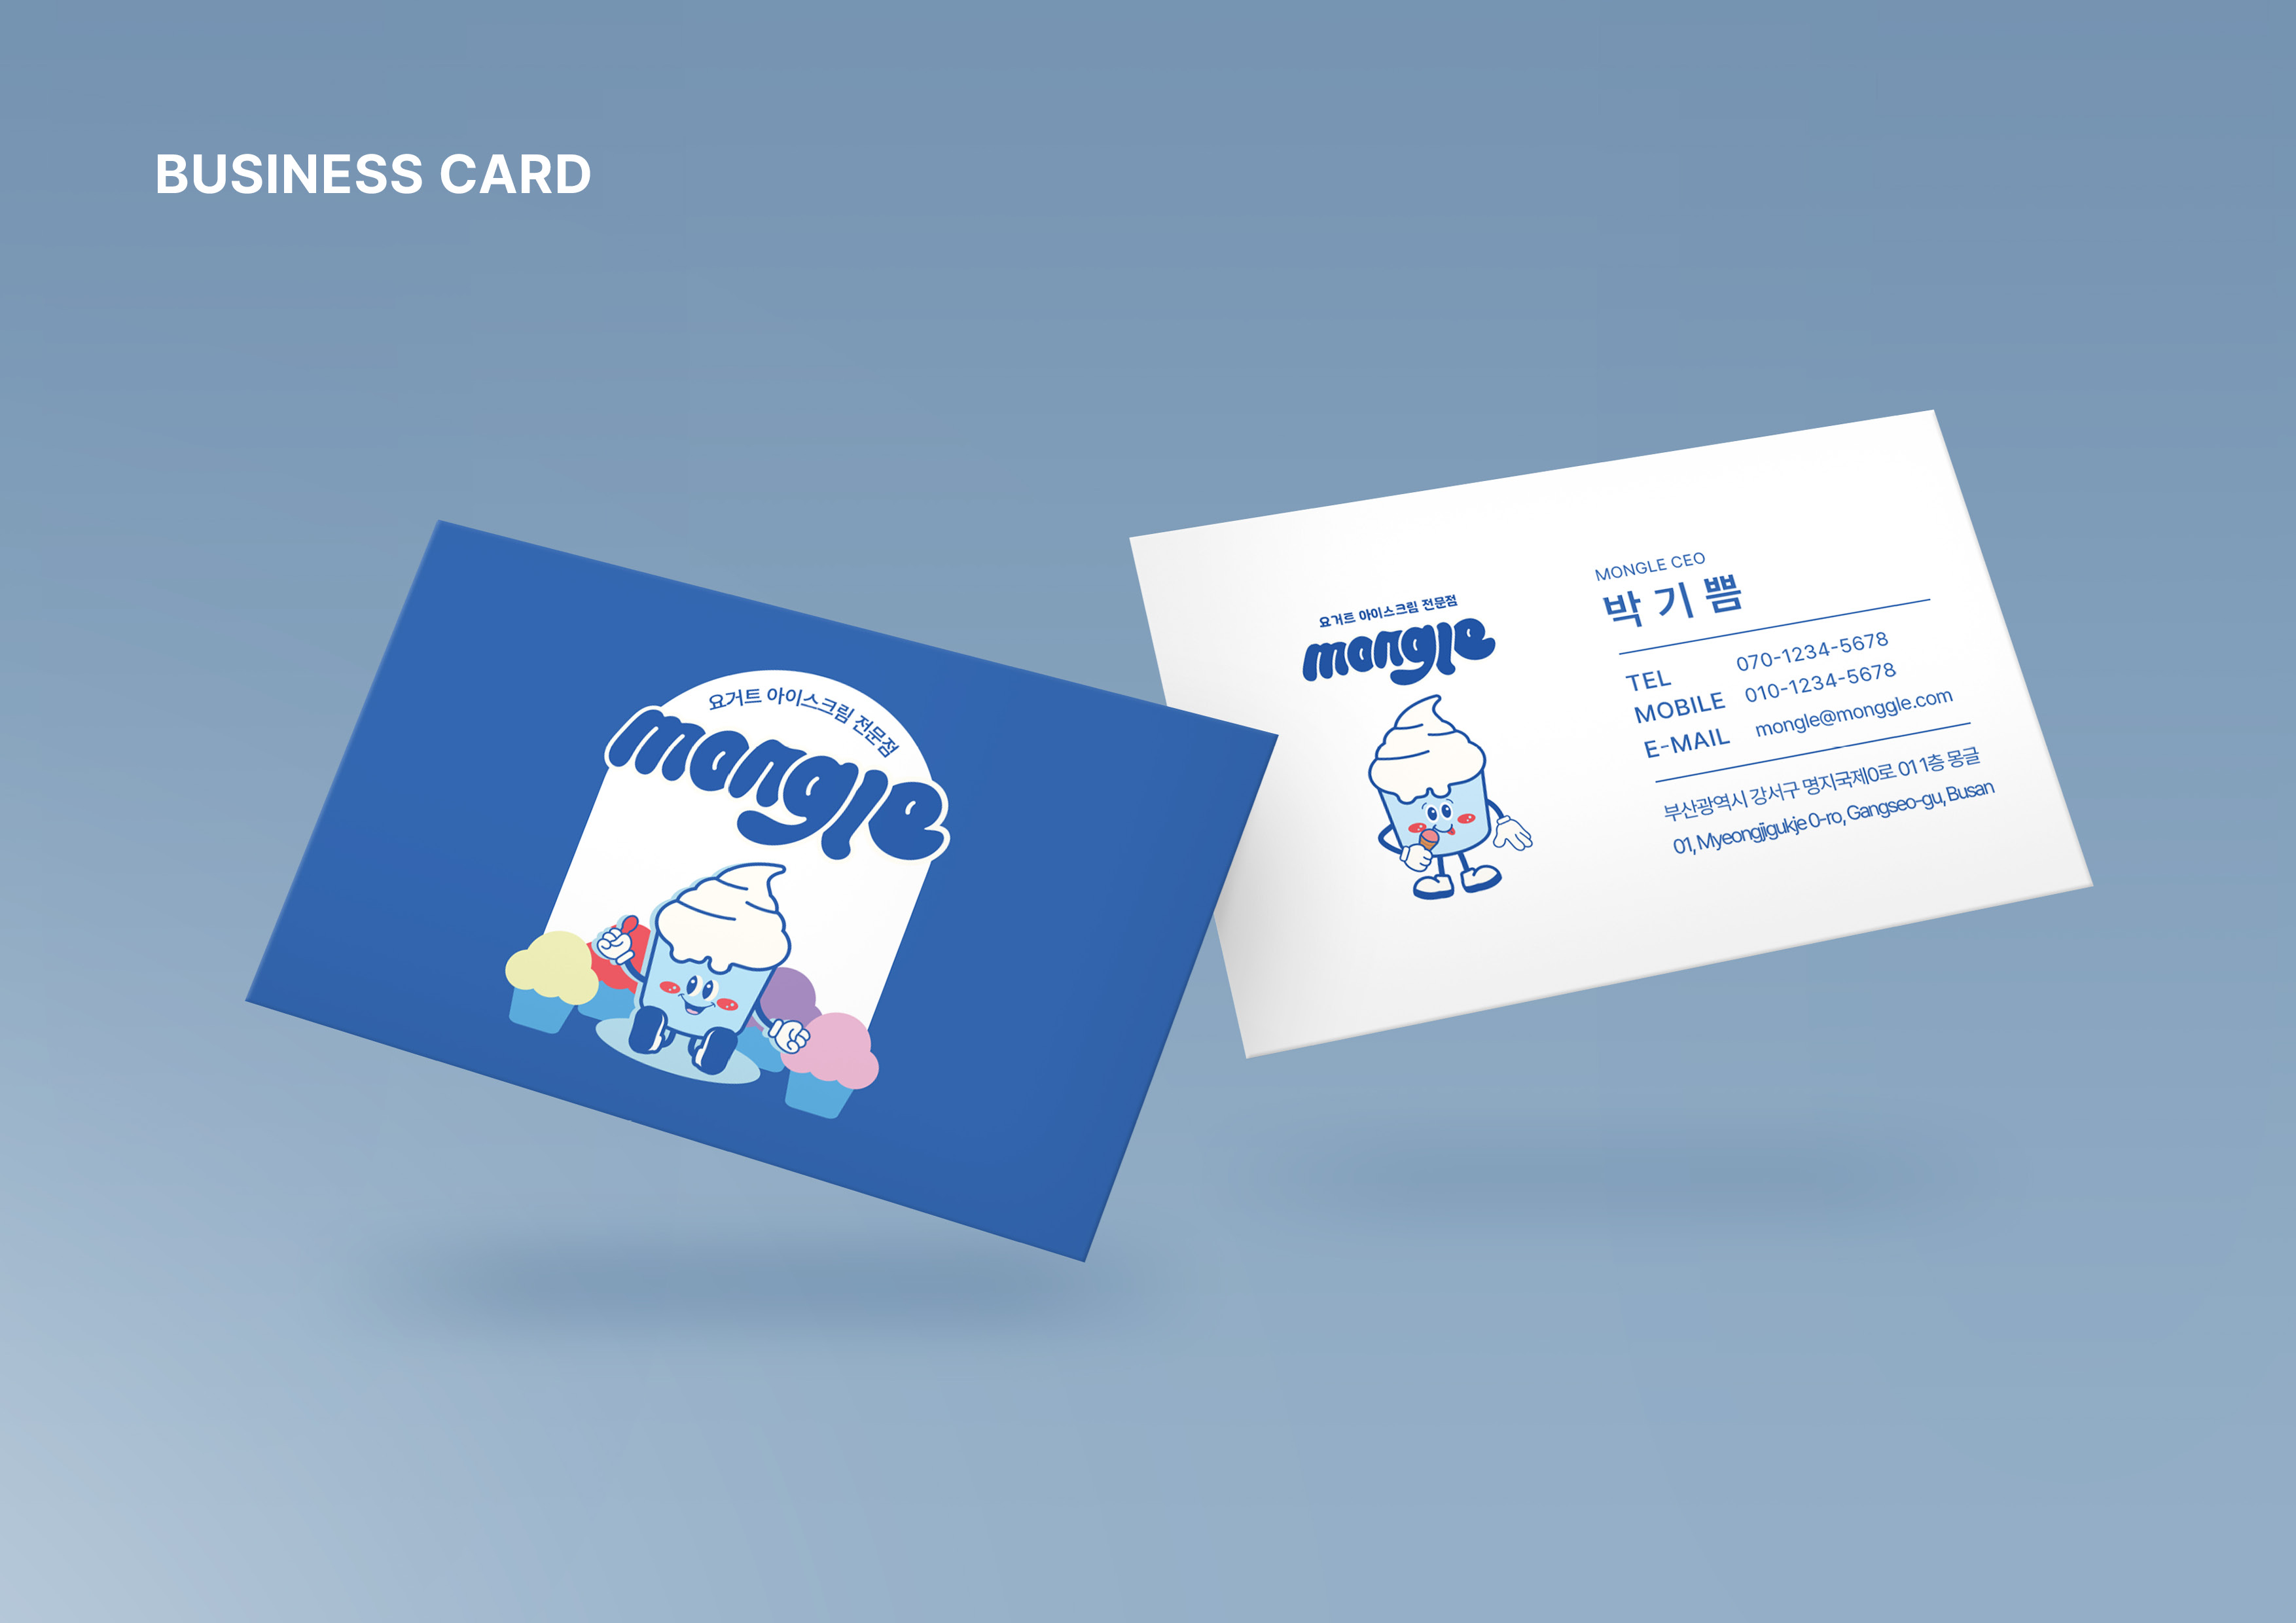 BUSINESS CARD
요거트 아이스크림 전문점
mongle
요거트 아이스크림 전문점
mongle
MONGLE CEO
박 기 쁨
TEL 070-1234-5678
MOBILE 010-1234-5678
E-MAIL mongle@monggle.com
부산광역시 강서구 명지국제0로 01 1층 몽글
01, Myeongjigukje 0-ro, Gangseo-gu, Busan